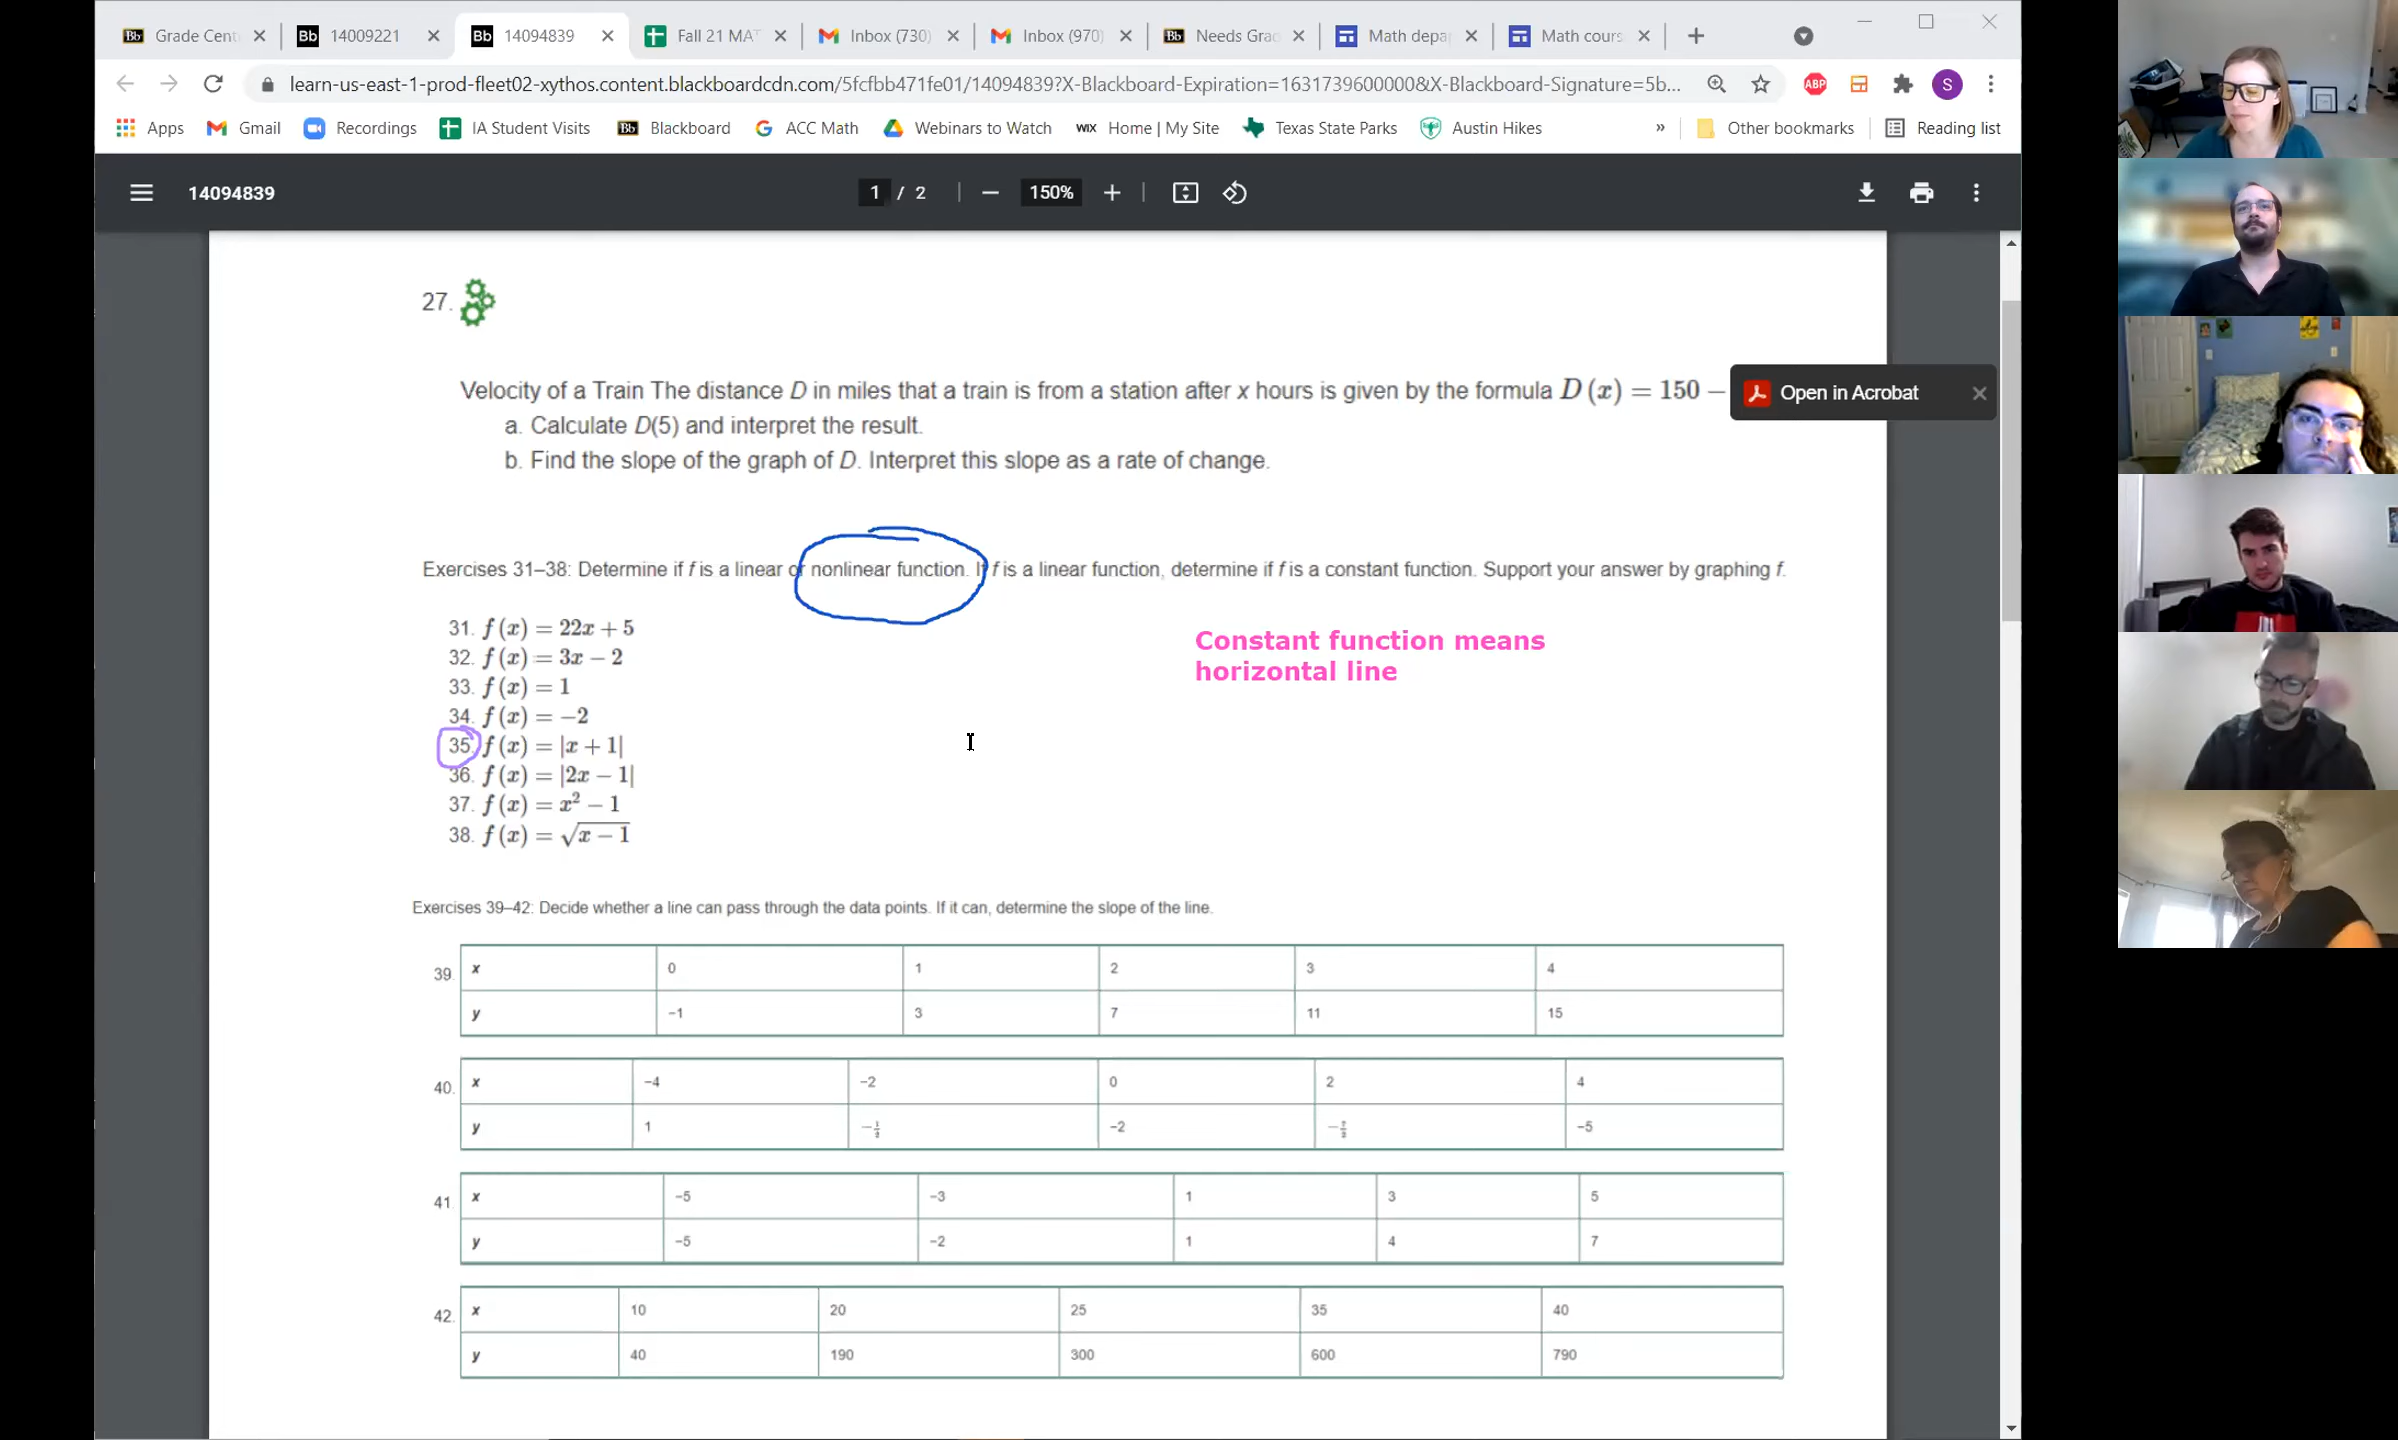 Grade Cent
14009221
14094839
Fall 21 MAT
Inbox (730)
Inbox (970)
Needs Grad
Math depa
Math cours
learn-us-east-1-prod-fleet02-xythos.content.blackboardcdn.com/5fcfbb471fe01/14094839?X-Blackboard-Expiration=1631739600000&X-Blackboard-Signature=5b...
ABP
S
Apps
Gmail
Recordings
IA Student Visits
Bb Blackboard
ACC Math
Webinars to Watch
WIX Home | My Site
Texas State Parks
Austin Hikes
» Other bookmarks
Reading list
14094839
1 / 2
150%
27.
Velocity of a Train The distance D in miles that a train is from a station after x hours is given by the formula D (x) = 150 −
Open in Acrobat
a. Calculate D(5) and interpret the result.
b. Find the slope of the graph of D. Interpret this slope as a rate of change.
Exercises 31–38: Determine if f is a linear or nonlinear function. If f is a linear function, determine if f is a constant function. Support your answer by graphing f.
31. f (x) = 22x + 5
32. f (x) = 3x − 2
33. f (x) = 1
34. f (x) = −2
35. f (x) = |x + 1|
36. f (x) = |2x − 1|
37. f (x) = x² − 1
38. f (x) = √x − 1
Constant function means
horizontal line
Exercises 39–42: Decide whether a line can pass through the data points. If it can, determine the slope of the line.
39. x 0 1 2 3 4
y −1 3 7 11 15
40. x −4 −2 0 2 4
y 1 −1/2 −2 −5
41. x −5 −3 1 3 5
y −5 −2 1 4 7
42. x 10 20 25 35 40
y 40 190 300 600 790